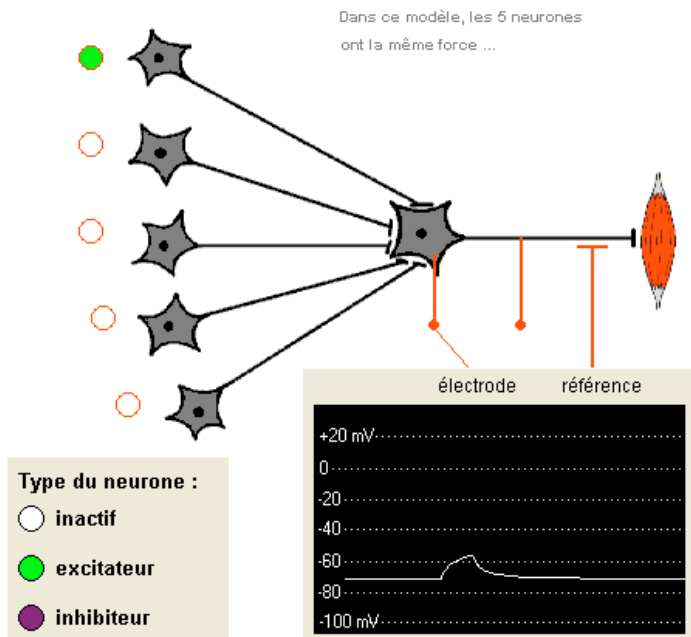 Dans ce modèle, les 5 neurones
ont la même force ...
électrode
référence
+20 mV
0
-20
-40
-60
-80
-100 mV
Type du neurone :
inactif
excitateur
inhibiteur